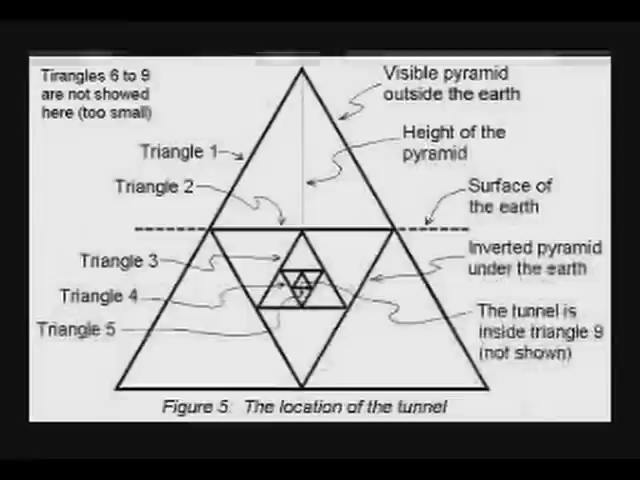 Tirangles 6 to 9
are not showed
here (too small)
Visible pyramid
outside the earth
Height of the
pyramid
Triangle 1
Triangle 2
Surface of
the earth
Triangle 3
Inverted pyramid
under the earth
Triangle 4
The tunnel is
inside triangle 9
(not shown)
Triangle 5
Figure 5: The location of the tunnel